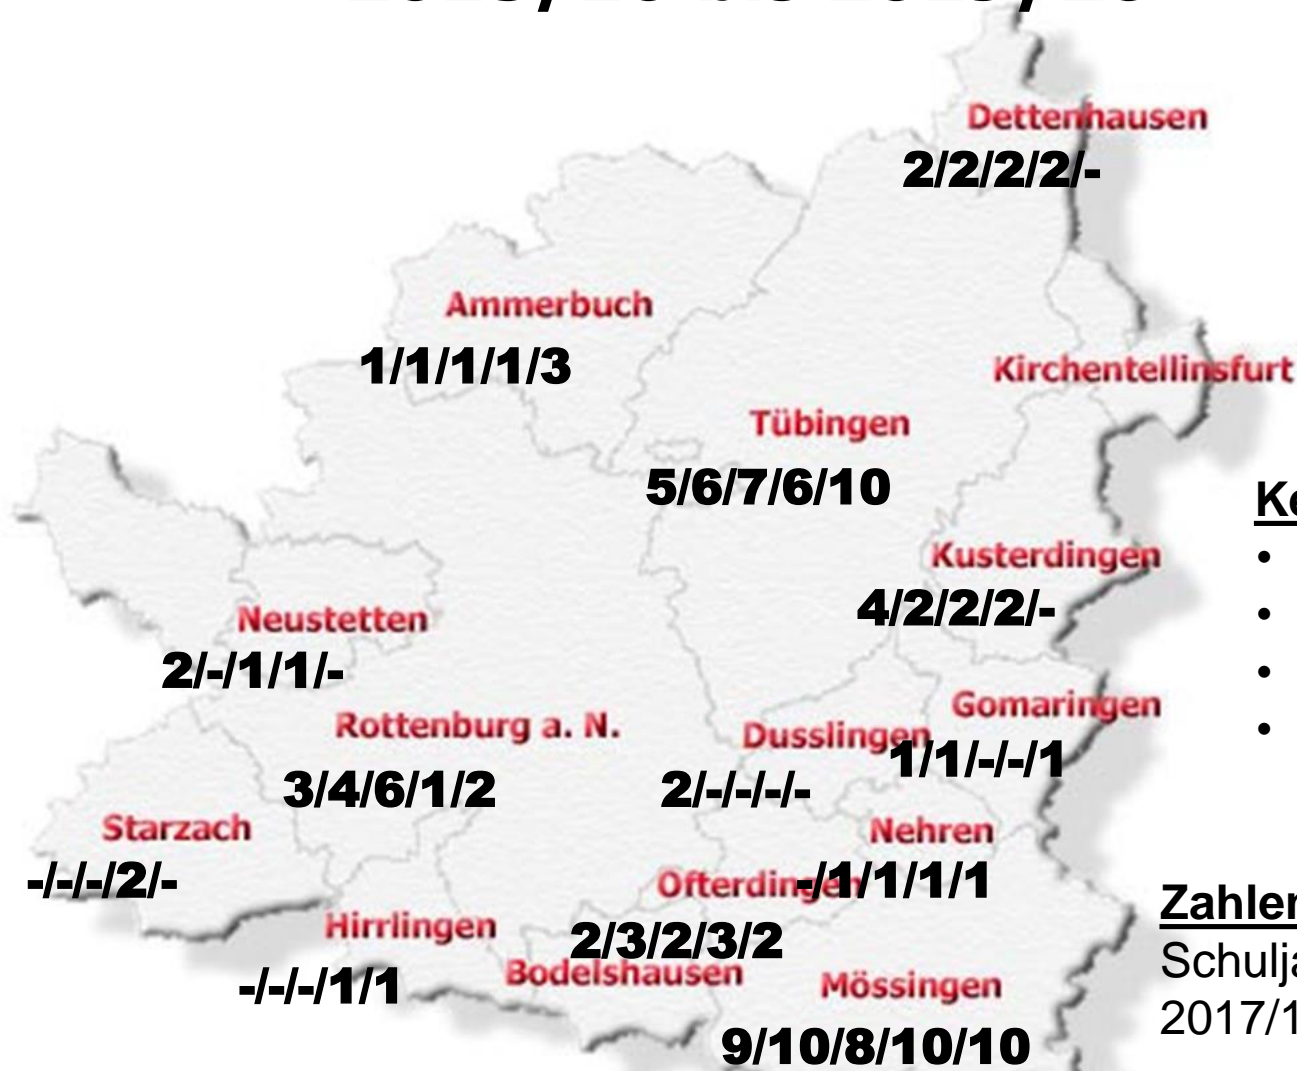 Dettenhausen
2/2/2/2/-
Ammerbuch
1/1/1/1/3
Kirchentellinsfurt
Tübingen
5/6/7/6/10
Kusterdingen
4/2/2/2/-
Neustetten
2/-/1/1/-
Rottenburg a. N.
3/4/6/1/2
Dusslingen
2/-/-/-/-
Gomaringen
1/1/-/-/1
Starzach
-/-/-/2/-
Nehren
-/1/1/1/1
Ofterdingen
2/3/2/3/2
Hirrlingen
-/-/-/1/1
Bodelshausen
Mössingen
9/10/8/10/10
Zahlen
Schulja
2017/1